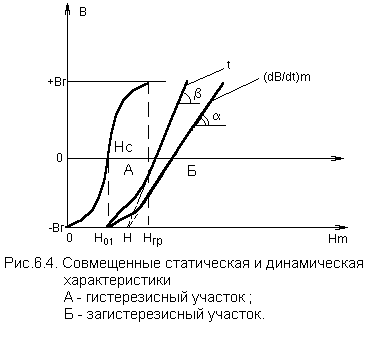 B
t
+Br
(dB/dt)m
β
α
Hc
0
A
Б
-Br
0
H01
H
Hгр
Hm
Рис.6.4. Совмещенные статическая и динамическая
характеристики
А - гистерезисный участок ;
Б - загистерезисный участок.